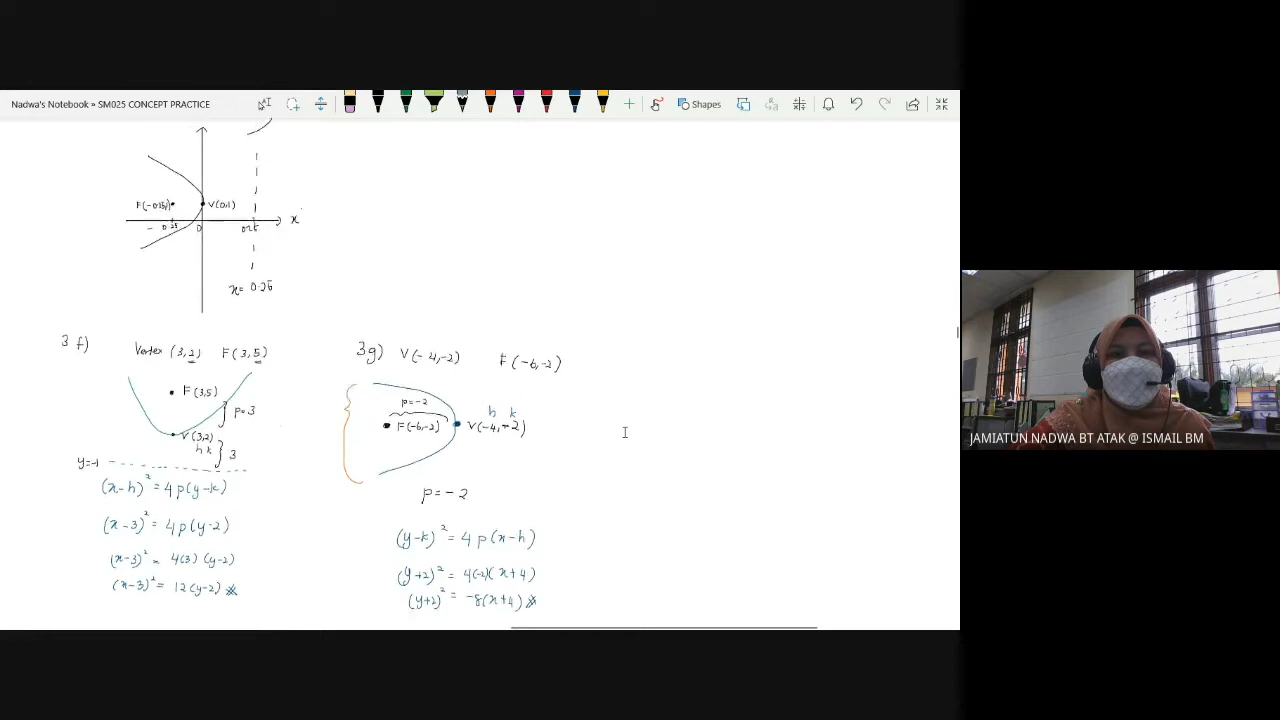 Nadwa's Notebook » SM025 CONCEPT PRACTICE
Shapes
F(-0.25,1)
V(0,1)
- 0.25
0
0.25
x
x = 0.25
3 f) Vertex (3,2) F(3,5)
F(3,5)
p=3
V(3,2)
h k
3
y=-1
(x-h)² = 4p(y-k)
(x-3)² = 4p(y-2)
(x-3)² = 4(3)(y-2)
(x-3)² = 12(y-2)
3g) V(-4,-2) F(-6,-2)
p=-2
h k
F(-6,-2)
V(-4,-2)
p = -2
(y-k)² = 4p(x-h)
(y+2)² = 4(-2)(x+4)
(y+2)² = -8(x+4)
JAMIATUN NADWA BT ATAK @ ISMAIL BM